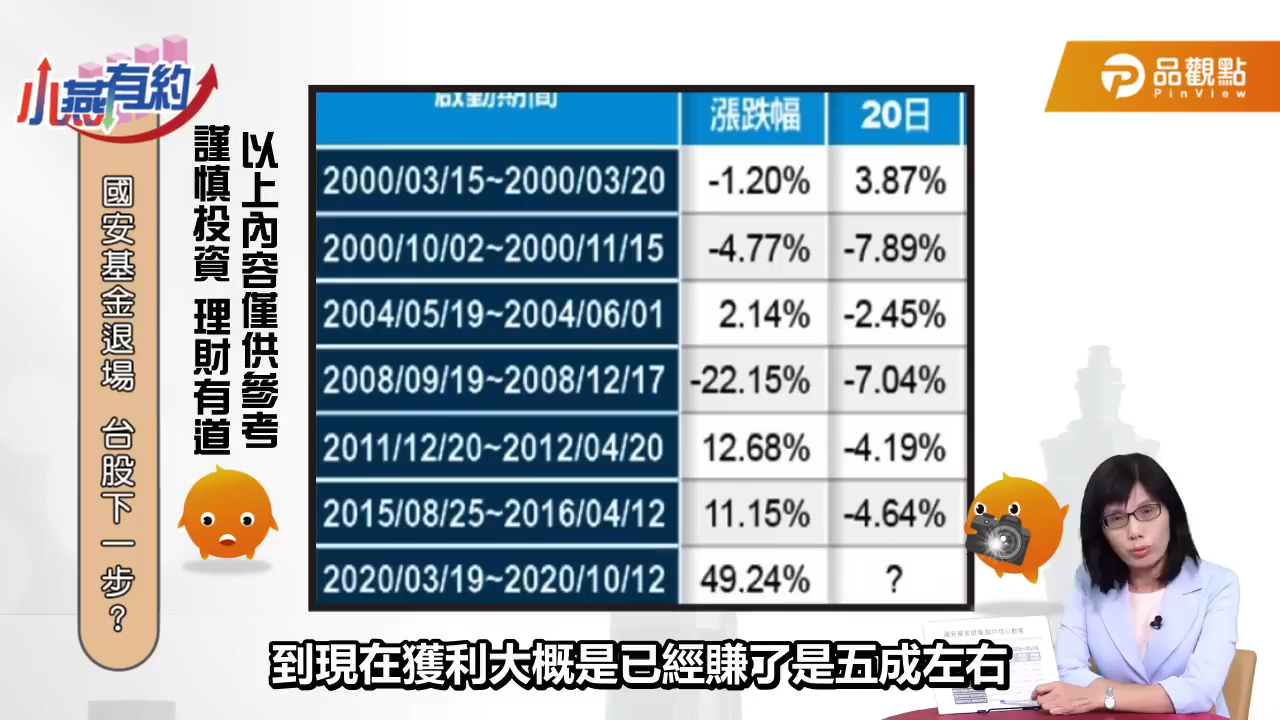 小燕有約
品觀點
PinView
國安基金退場 台股下一步?
以上內容僅供參考
謹慎投資 理財有道
啟動期間 漲跌幅 20日
2000/03/15~2000/03/20 -1.20% 3.87%
2000/10/02~2000/11/15 -4.77% -7.89%
2004/05/19~2004/06/01 2.14% -2.45%
2008/09/19~2008/12/17 -22.15% -7.04%
2011/12/20~2012/04/20 12.68% -4.19%
2015/08/25~2016/04/12 11.15% -4.64%
2020/03/19~2020/10/12 49.24% ?
到現在獲利大概是已經賺了是五成左右